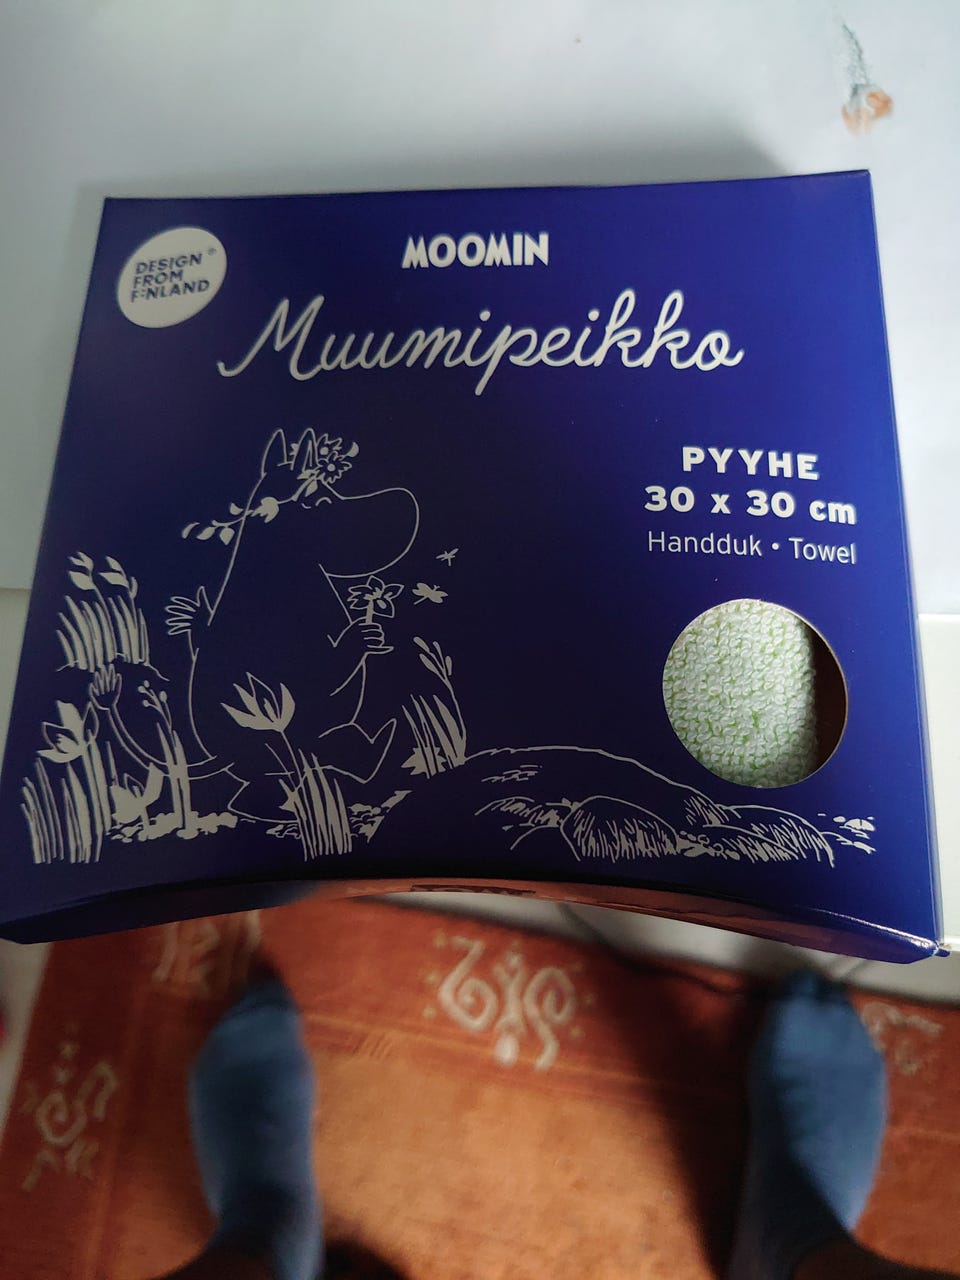 DESIGN
FROM
FINLAND
MOOMIN
Muumipeikko
PYYHE
30 x 30 cm
Handduk • Towel